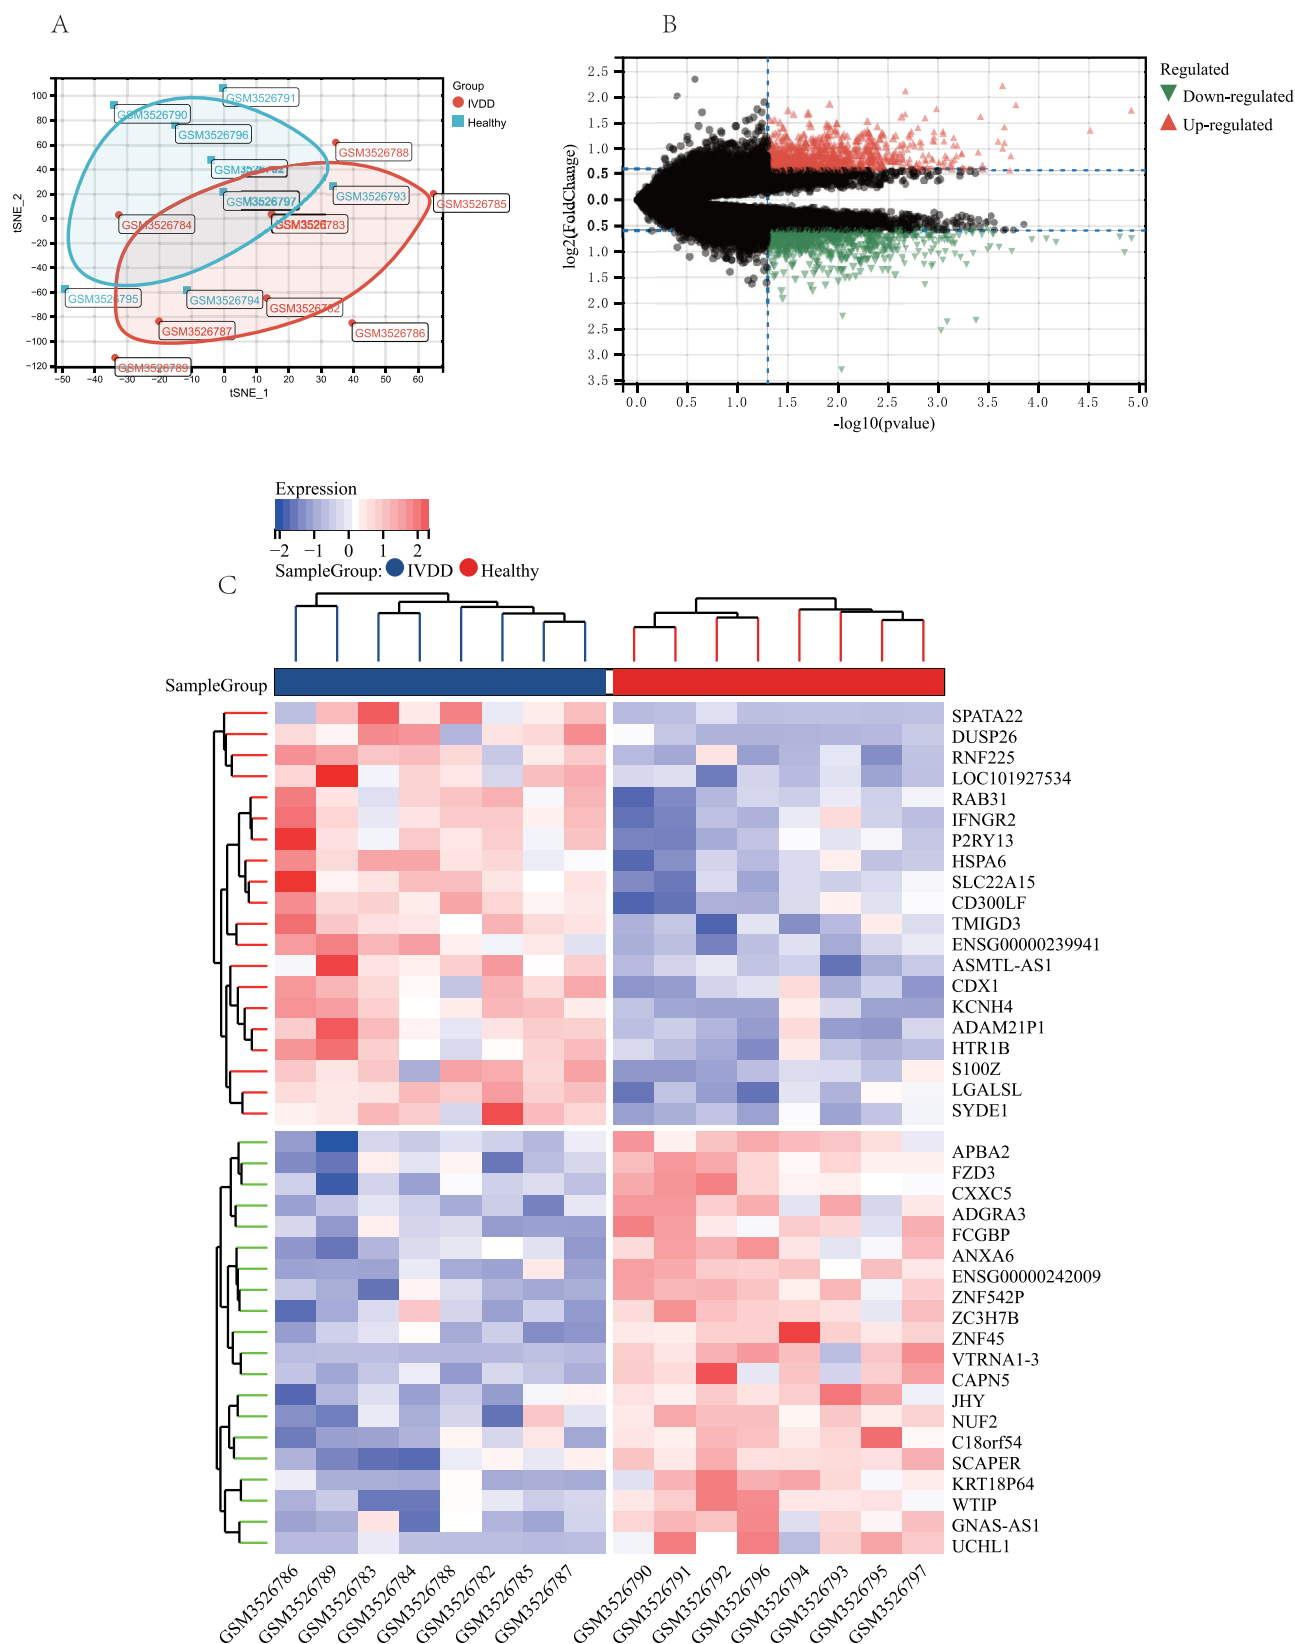 A
B
Group
IVDD
Healthy
100
80
60
40
20
0
−20
−40
−60
−80
−100
−120
−50
−40
−30
−20
−10
0
10
20
30
40
50
60
tSNE_1
tSNE_2
GSM3526791
GSM3526790
GSM3526796
GSM3526788
GSM3526797
GSM3526793
GSM3526785
GSM3526784
GSM3526783
GSM3526795
GSM3526794
GSM3526782
GSM3526787
GSM3526786
GSM3526789
Regulated
Down-regulated
Up-regulated
2.5
2.0
1.5
1.0
0.5
0.0
0.5
1.0
1.5
2.0
2.5
3.0
3.5
log2(FoldChange)
0.0
0.5
1.0
1.5
2.0
2.5
3.0
3.5
4.0
4.5
5.0
-log10(pvalue)
Expression
−2
−1
0
1
2
SampleGroup: IVDD Healthy
C
SampleGroup
SPATA22
DUSP26
RNF225
LOC101927534
RAB31
IFNGR2
P2RY13
HSPA6
SLC22A15
CD300LF
TMIGD3
ENSG00000239941
ASMTL-AS1
CDX1
KCNH4
ADAM21P1
HTR1B
S100Z
LGALSL
SYDE1
APBA2
FZD3
CXXC5
ADGRA3
FCGBP
ANXA6
ENSG00000242009
ZNF542P
ZC3H7B
ZNF45
VTRNA1-3
CAPN5
JHY
NUF2
C18orf54
SCAPER
KRT18P64
WTIP
GNAS-AS1
UCHL1
GSM3526786
GSM3526789
GSM3526783
GSM3526784
GSM3526788
GSM3526782
GSM3526785
GSM3526787
GSM3526790
GSM3526791
GSM3526792
GSM3526796
GSM3526794
GSM3526793
GSM3526795
GSM3526797